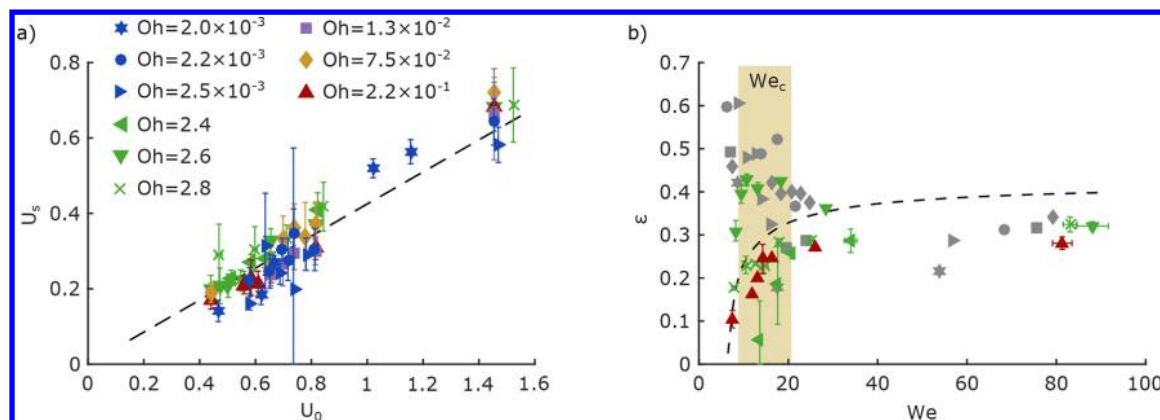 a)
Oh=2.0×10⁻³
Oh=2.2×10⁻³
Oh=2.5×10⁻³
Oh=2.4
Oh=2.6
Oh=2.8
Oh=1.3×10⁻²
Oh=7.5×10⁻²
Oh=2.2×10⁻¹
0.8
0.6
0.4
0.2
0
Uₛ
0 0.2 0.4 0.6 0.8 1 1.2 1.4 1.6
U₀
b)
We_c
0.7
0.6
0.5
0.4
0.3
0.2
0.1
0
ε
0 20 40 60 80 100
We